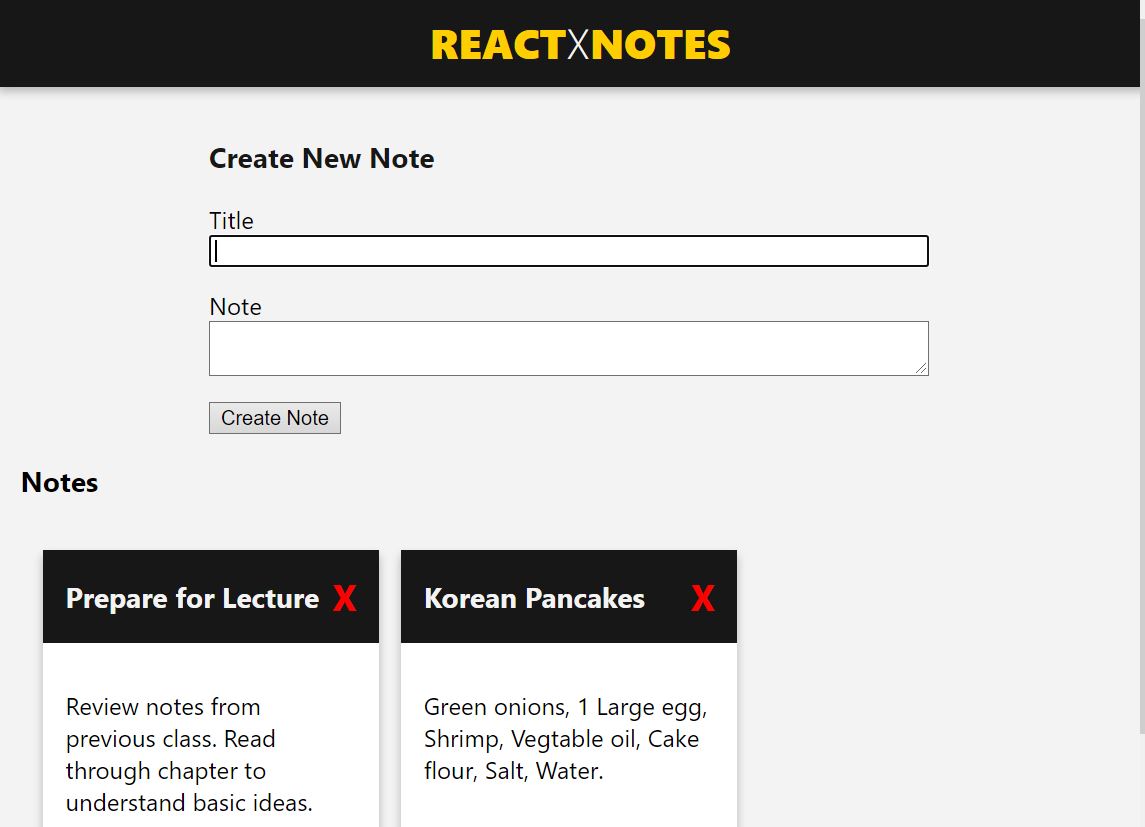 REACTXNOTES
Create New Note
Title
Note
Create Note
Notes
Prepare for Lecture X
Review notes from
previous class. Read
through chapter to
understand basic ideas.
Korean Pancakes X
Green onions, 1 Large egg,
Shrimp, Vegtable oil, Cake
flour, Salt, Water.